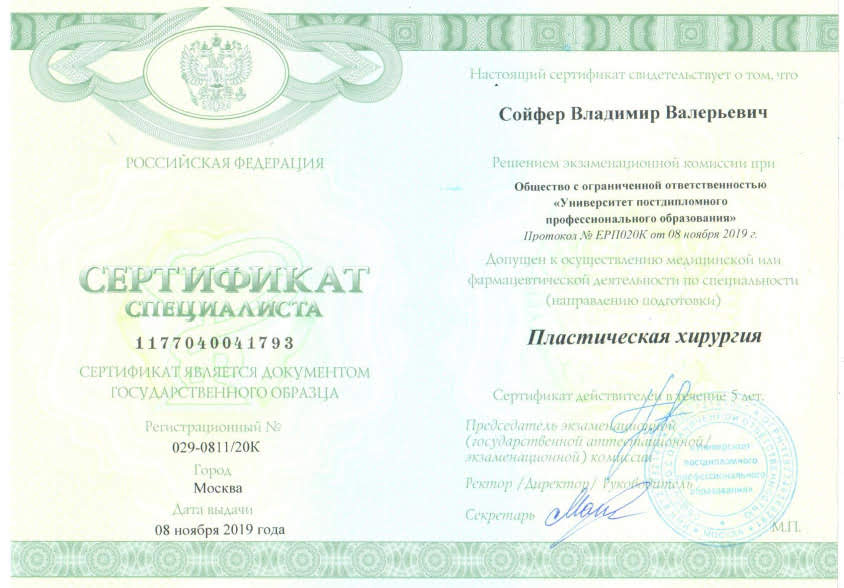 РОССИЙСКАЯ ФЕДЕРАЦИЯ
СЕРТИФИКАТ
СПЕЦИАЛИСТА
1177040041793
СЕРТИФИКАТ ЯВЛЯЕТСЯ ДОКУМЕНТОМ
ГОСУДАРСТВЕННОГО ОБРАЗЦА
Регистрационный №
029-0811/20К
Город
Москва
Дата выдачи
08 ноября 2019 года
Настоящий сертификат свидетельствует о том, что
Сойфер Владимир Валерьевич
Решением экзаменационной комиссии при
Общество с ограниченной ответственностью
«Университет постдипломного
профессионального образования»
Протокол № ЕРП020К от 08 ноября 2019 г.
Допущен к осуществлению медицинской или
фармацевтической деятельности по специальности
(направлению подготовки)
Пластическая хирургия
Сертификат действителен в течение 5 лет.
Председатель экзаменационной
(государственной аттестационной/
экзаменационной) комиссии
Ректор /Директор/ Руководитель
Секретарь
М.П.
«Университет
постдипломного
профессионального
образования»
МОСКВА